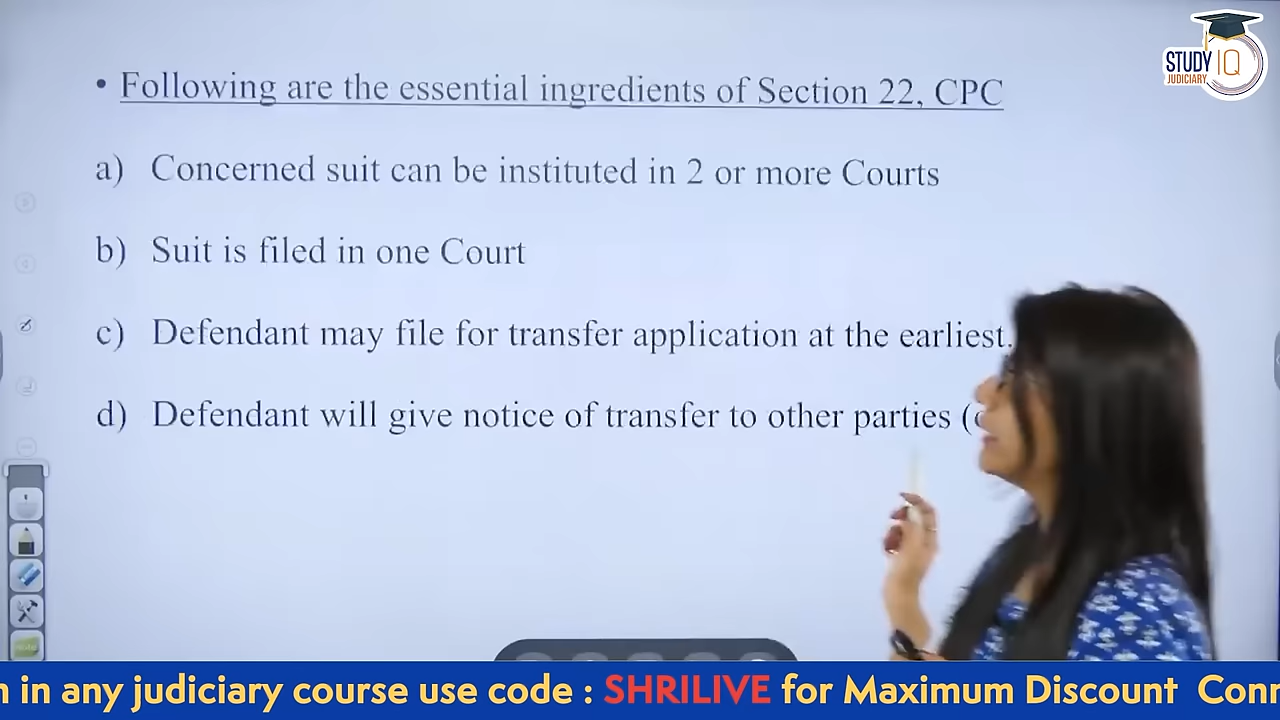 STUDY IQ
JUDICIARY
• Following are the essential ingredients of Section 22, CPC
a) Concerned suit can be instituted in 2 or more Courts
b) Suit is filed in one Court
c) Defendant may file for transfer application at the earliest.
d) Defendant will give notice of transfer to other parties (
in any judiciary course use code : SHRILIVE for Maximum Discount